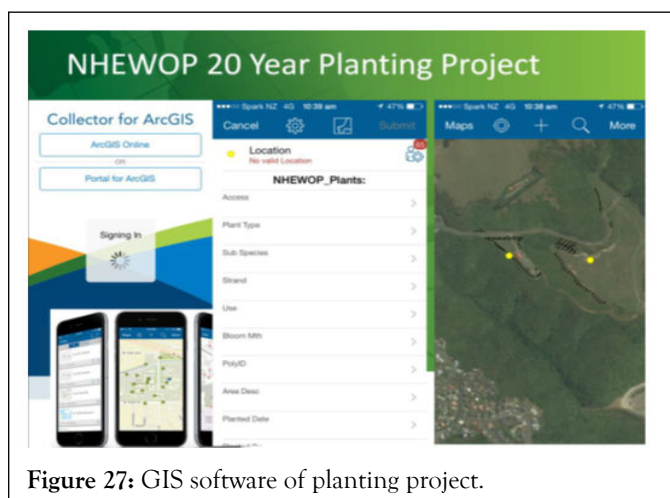 NHEWOP 20 Year Planting Project
Collector for ArcGIS
ArcGIS Online
OR
Portal for ArcGIS
Signing In
Spark NZ 4G 10:39 am 47%
Cancel Submit
Location
No valid Location
NHEWOP_Plants:
Access
Plant Type
Sub Species
Strand
Use
Bloom Mth
PolyID
Area Desc
Planted Date
Spark NZ 4G 10:38 am 47%
Maps More
Figure 27: GIS software of planting project.